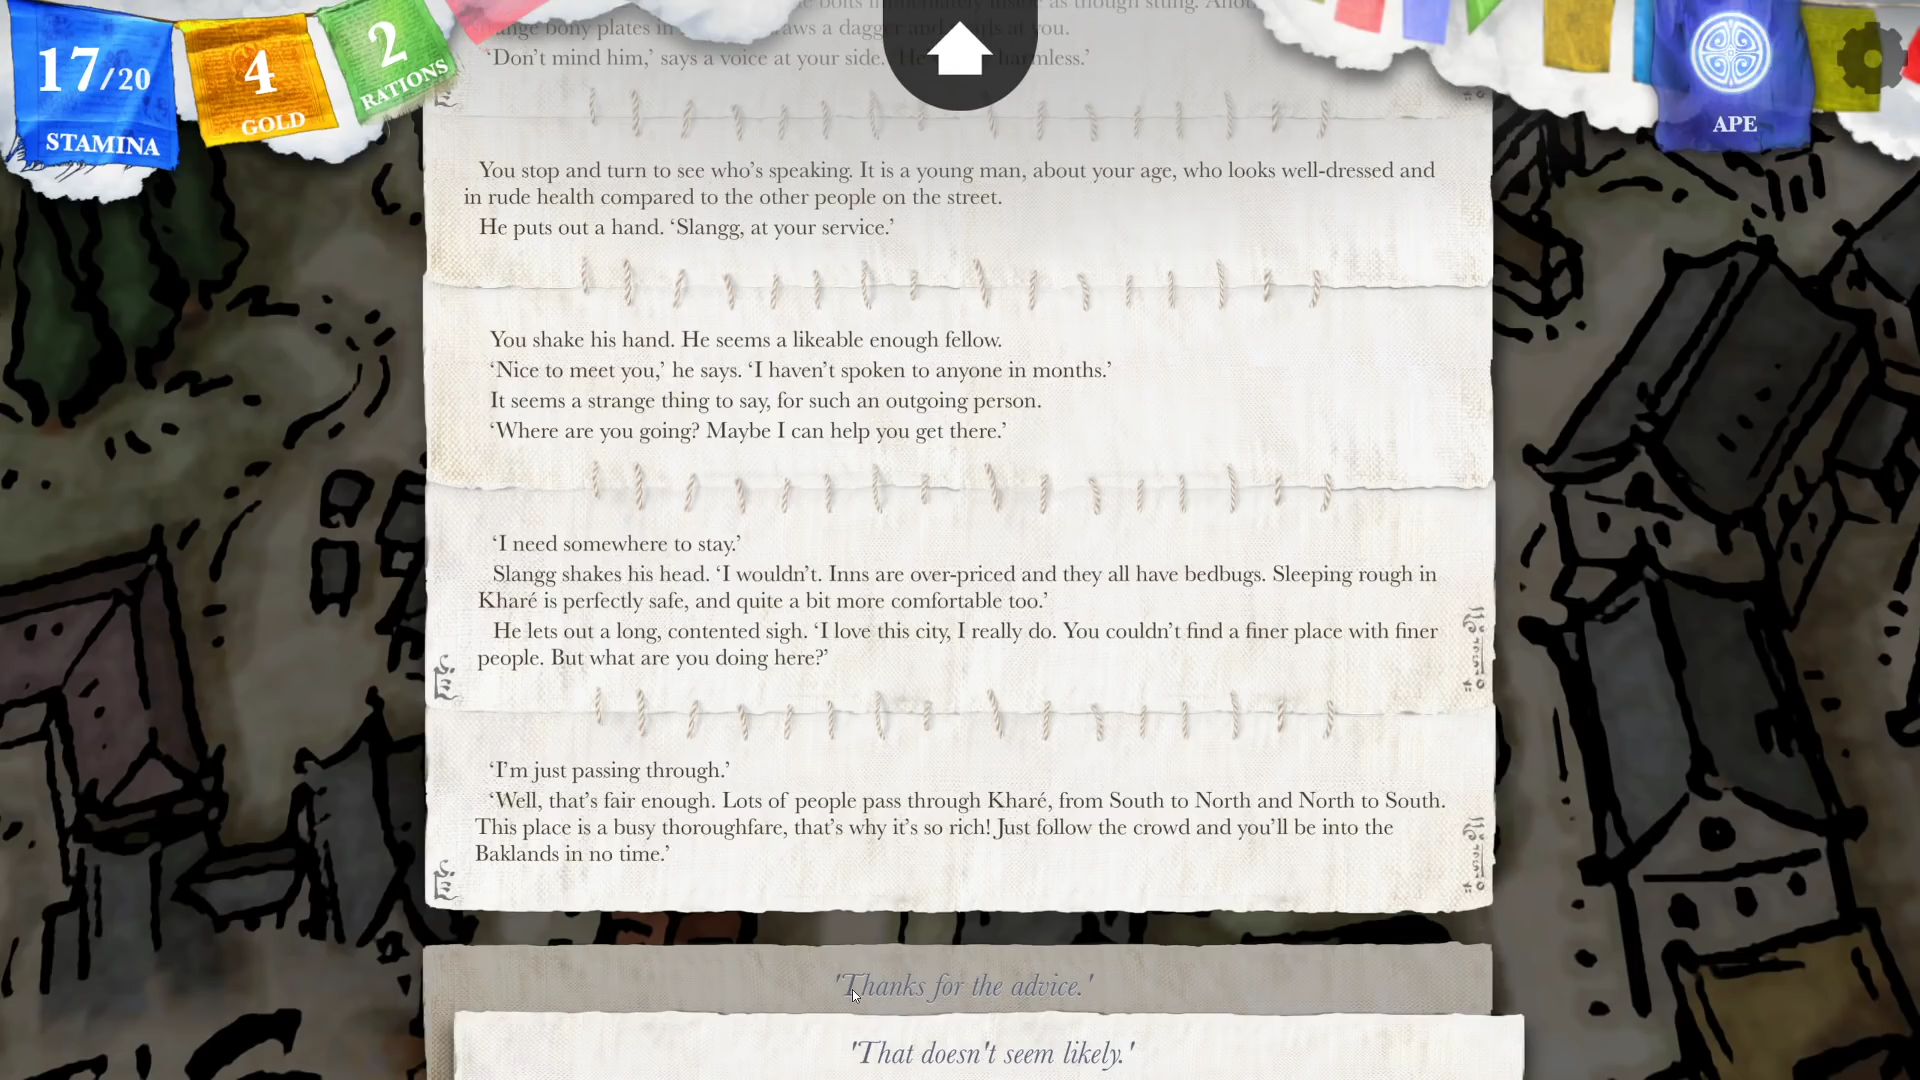 17/20
STAMINA
4
GOLD
2
RATIONS
APE
‘Don’t mind him,’ says a voice at your side.
You stop and turn to see who’s speaking. It is a young man, about your age, who looks well-dressed and
in rude health compared to the other people on the street.
He puts out a hand. ‘Slangg, at your service.’
You shake his hand. He seems a likeable enough fellow.
‘Nice to meet you,’ he says. ‘I haven’t spoken to anyone in months.’
It seems a strange thing to say, for such an outgoing person.
‘Where are you going? Maybe I can help you get there.’
‘I need somewhere to stay.’
Slangg shakes his head. ‘I wouldn’t. Inns are over-priced and they all have bedbugs. Sleeping rough in
Kharé is perfectly safe, and quite a bit more comfortable too.’
He lets out a long, contented sigh. ‘I love this city, I really do. You couldn’t find a finer place with finer
people. But what are you doing here?’
‘I’m just passing through.’
‘Well, that’s fair enough. Lots of people pass through Kharé, from South to North and North to South.
This place is a busy thoroughfare, that’s why it’s so rich! Just follow the crowd and you’ll be into the
Baklands in no time.’
'Thanks for the advice.'
'That doesn't seem likely.'